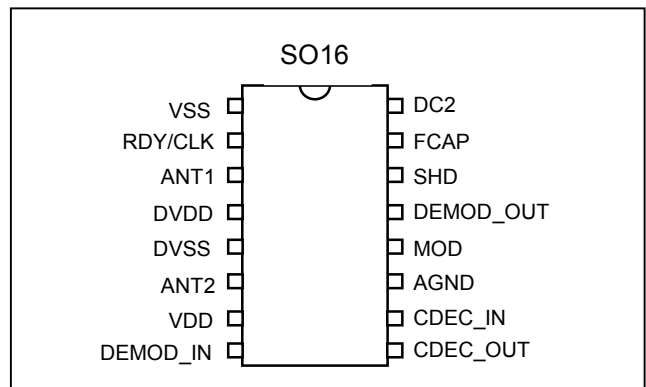 SO16
VSS DC2
RDY/CLK FCAP
ANT1 SHD
DVDD DEMOD_OUT
DVSS MOD
ANT2 AGND
VDD CDEC_IN
DEMOD_IN CDEC_OUT